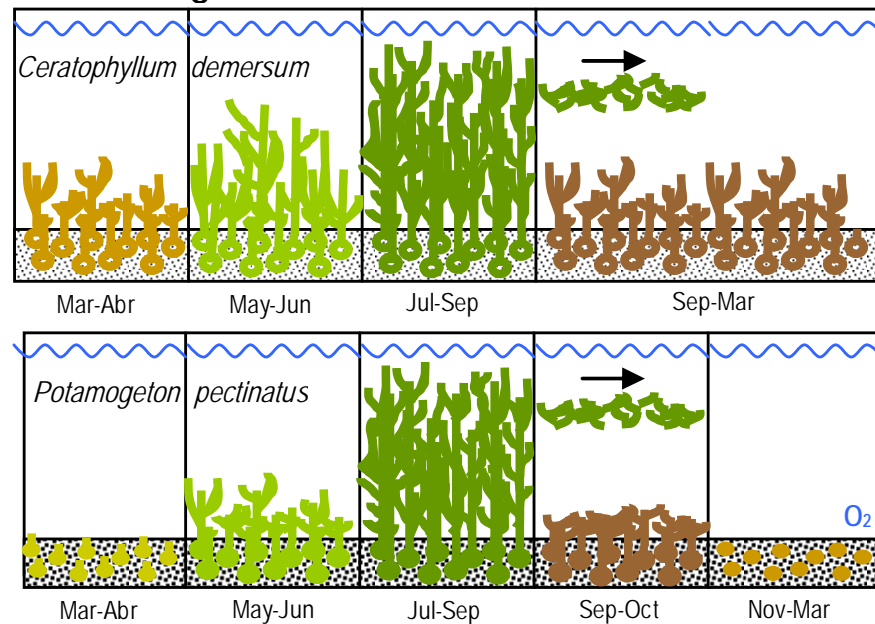 Ceratophyllum demersum
Mar-Abr May-Jun Jul-Sep Sep-Mar
Potamogeton pectinatus
O₂
Mar-Abr May-Jun Jul-Sep Sep-Oct Nov-Mar